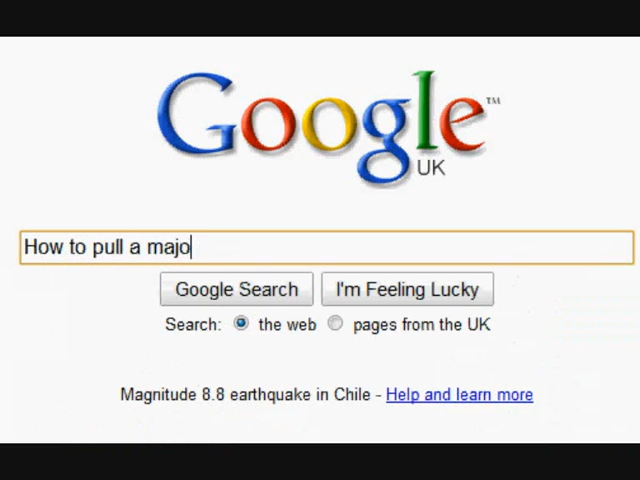 Google™
UK
How to pull a majo
Google Search I'm Feeling Lucky
Search: the web pages from the UK
Magnitude 8.8 earthquake in Chile - Help and learn more